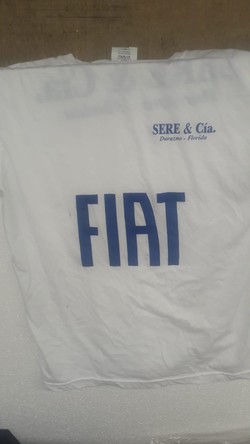 SERE & Cía.
Durazno - Florida
FIAT